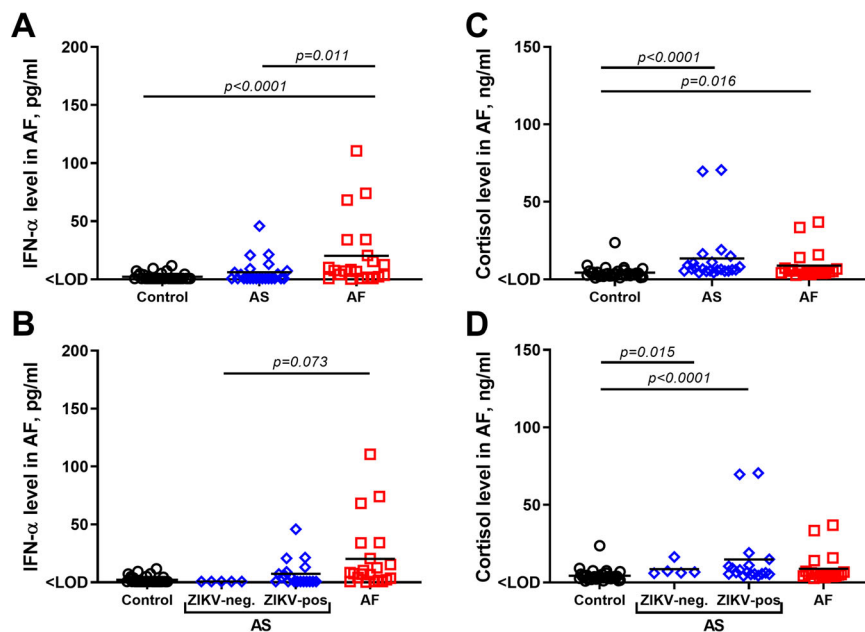 A
IFN-α level in AF, pg/ml
200
150
100
50
<LOD
p=0.011
p<0.0001
Control
AS
AF
C
Cortisol level in AF, ng/ml
150
100
50
<LOD
p<0.0001
p=0.016
Control
AS
AF
B
IFN-α level in AF, pg/ml
200
150
100
50
<LOD
p=0.073
Control
ZIKV-neg.
ZIKV-pos
AF
AS
D
Cortisol level in AF, ng/ml
150
100
50
<LOD
p=0.015
p<0.0001
Control
ZIKV-neg.
ZIKV-pos
AF
AS